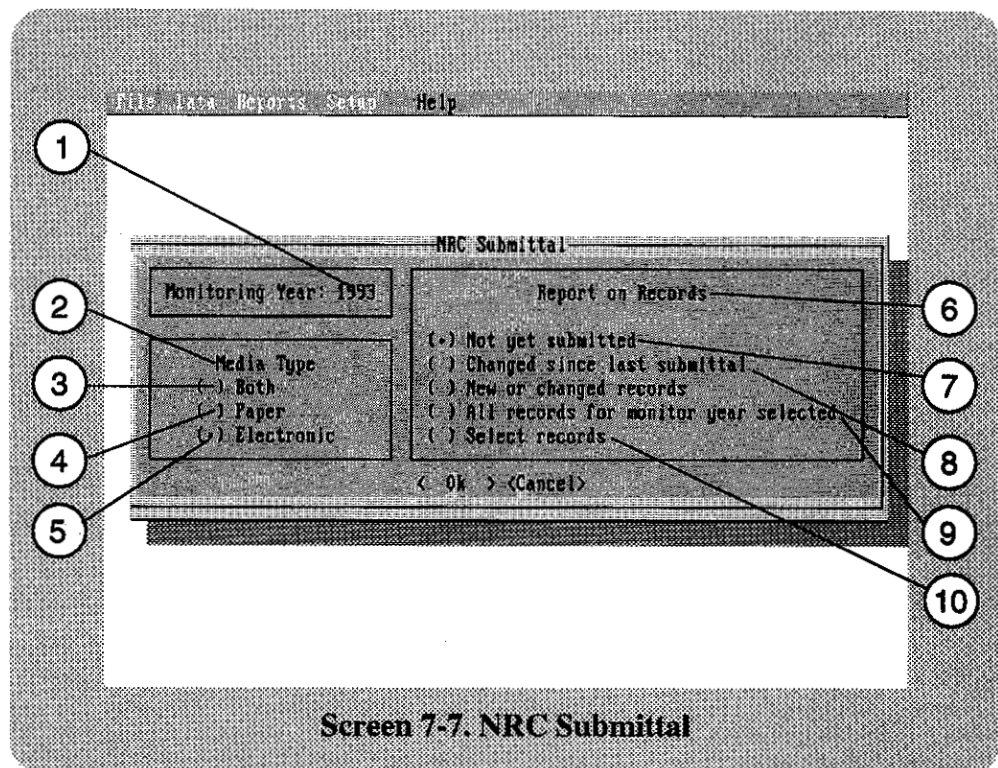 File Data Reports Setup Help
1
NRC Submittal
Monitoring Year: 1993
Report on Records
2
6
(•) Not yet submitted
Media Type
( ) Changed since last submittal
3
( ) Both
( ) New or changed records
7
( ) Paper
( ) All records for monitor year selected
4
(•) Electronic
( ) Select records
8
< Ok > <Cancel>
5
9
10
Screen 7-7. NRC Submittal